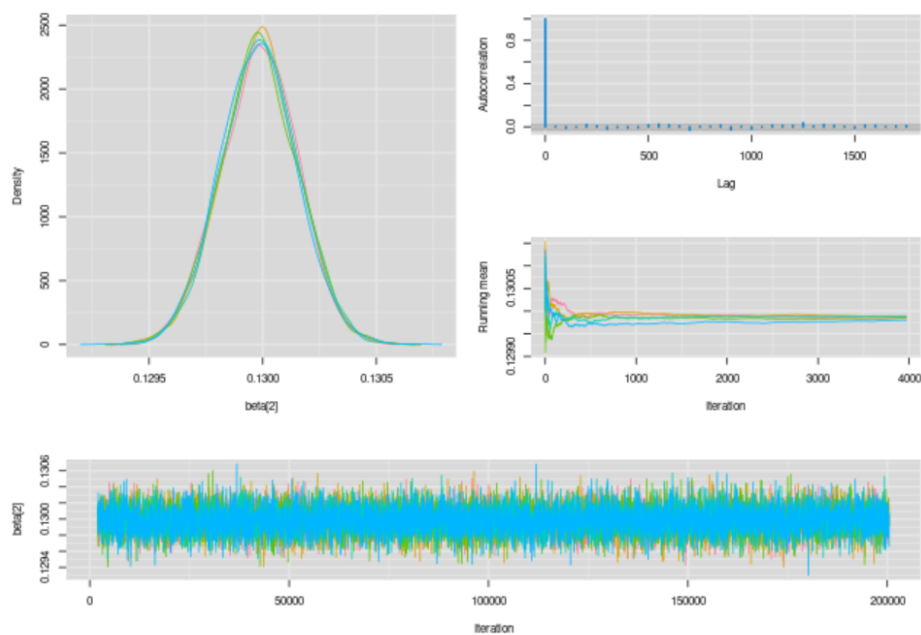 2500
2000
1500
1000
500
0
Density
0.1295 0.1300 0.1305
beta[2]
0.8
0.4
0.0
Autocorrelation
0 500 1000 1500
Lag
0.13005
0.12990
Running mean
0 1000 2000 3000 4000
Iteration
0.1306
0.1300
0.1294
beta[2]
0 50000 100000 150000 200000
Iteration